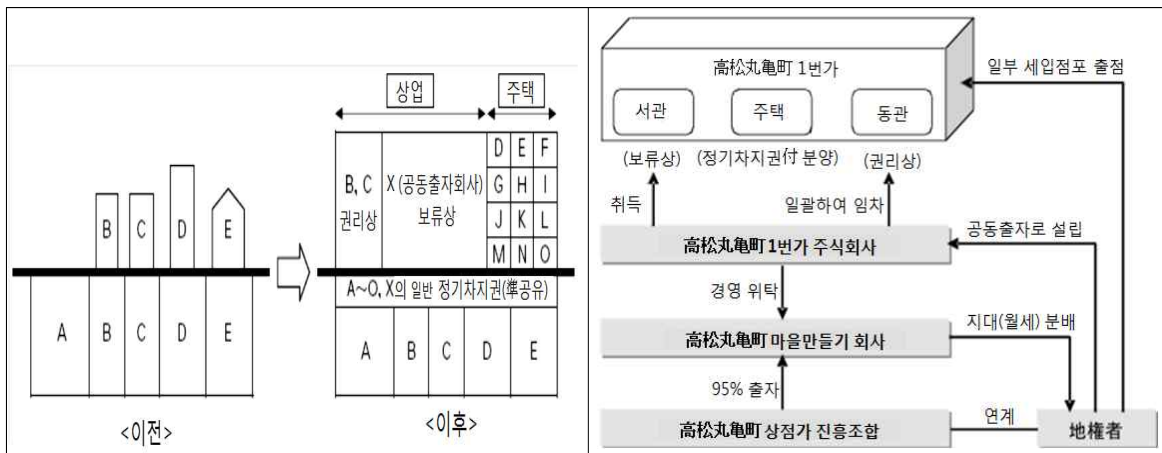 상업
주택
B C D E
A B C D E
<이전>
B, C
권리상
X (공동출자회사)
보류상
D E F
G H I
J K L
M N O
A~O, X의 일반 정기차지권(準공유)
A B C D E
<이후>
高松丸亀町 1번가
서관
주택
동관
(보류상)
(정기차지권付 분양)
(권리상)
일부 세입점포 출점
취득
일괄하여 임차
공동출자로 설립
高松丸亀町 1번가 주식회사
경영 위탁
高松丸亀町 마을만들기 회사
지대(월세) 분배
95% 출자
高松丸亀町 상점가 진흥조합
연계
地権者